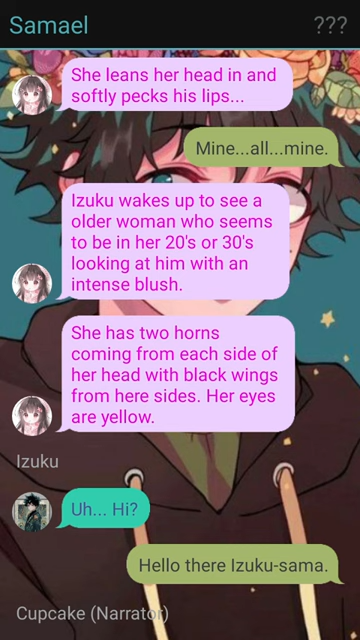 Samael
???
She leans her head in and
softly pecks his lips...
Mine...all...mine.
Izuku wakes up to see a
older woman who seems
to be in her 20's or 30's
looking at him with an
intense blush.
She has two horns
coming from each side of
her head with black wings
from here sides. Her eyes
are yellow.
Izuku
Uh... Hi?
Hello there Izuku-sama.
Cupcake (Narrator)